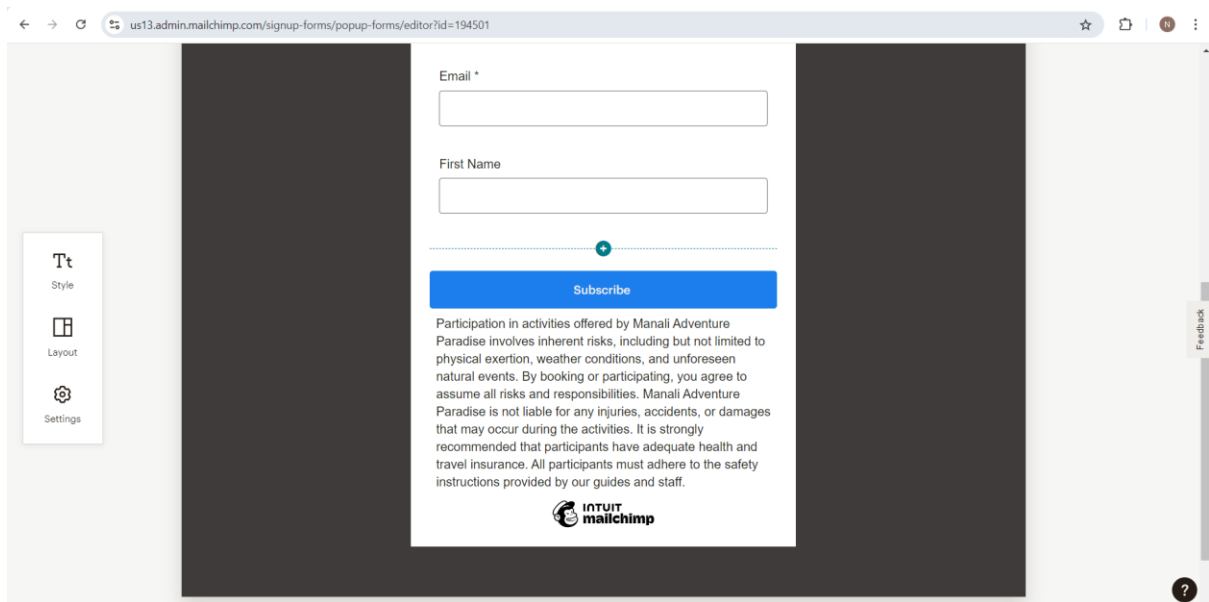 us13.admin.mailchimp.com/signup-forms/popup-forms/editor?id=194501
N
Email *
First Name
Tt
Style
Layout
Settings
Subscribe
Participation in activities offered by Manali Adventure
Paradise involves inherent risks, including but not limited to
physical exertion, weather conditions, and unforeseen
natural events. By booking or participating, you agree to
assume all risks and responsibilities. Manali Adventure
Paradise is not liable for any injuries, accidents, or damages
that may occur during the activities. It is strongly
recommended that participants have adequate health and
travel insurance. All participants must adhere to the safety
instructions provided by our guides and staff.
INTUIT
mailchimp
Feedback
?